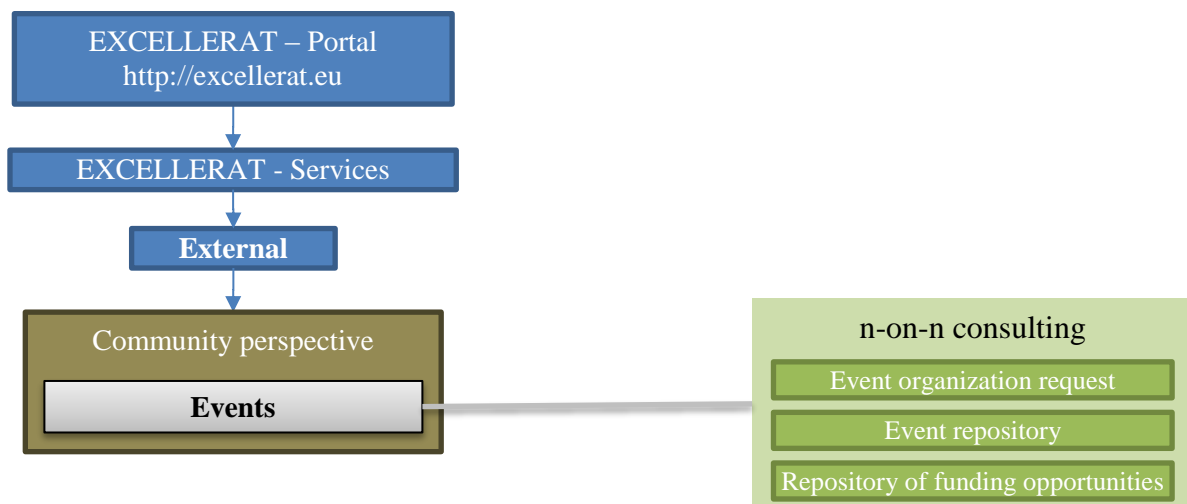 EXCELLERAT – Portal
http://excellerat.eu
EXCELLERAT - Services
External
Community perspective
Events
n-on-n consulting
Event organization request
Event repository
Repository of funding opportunities